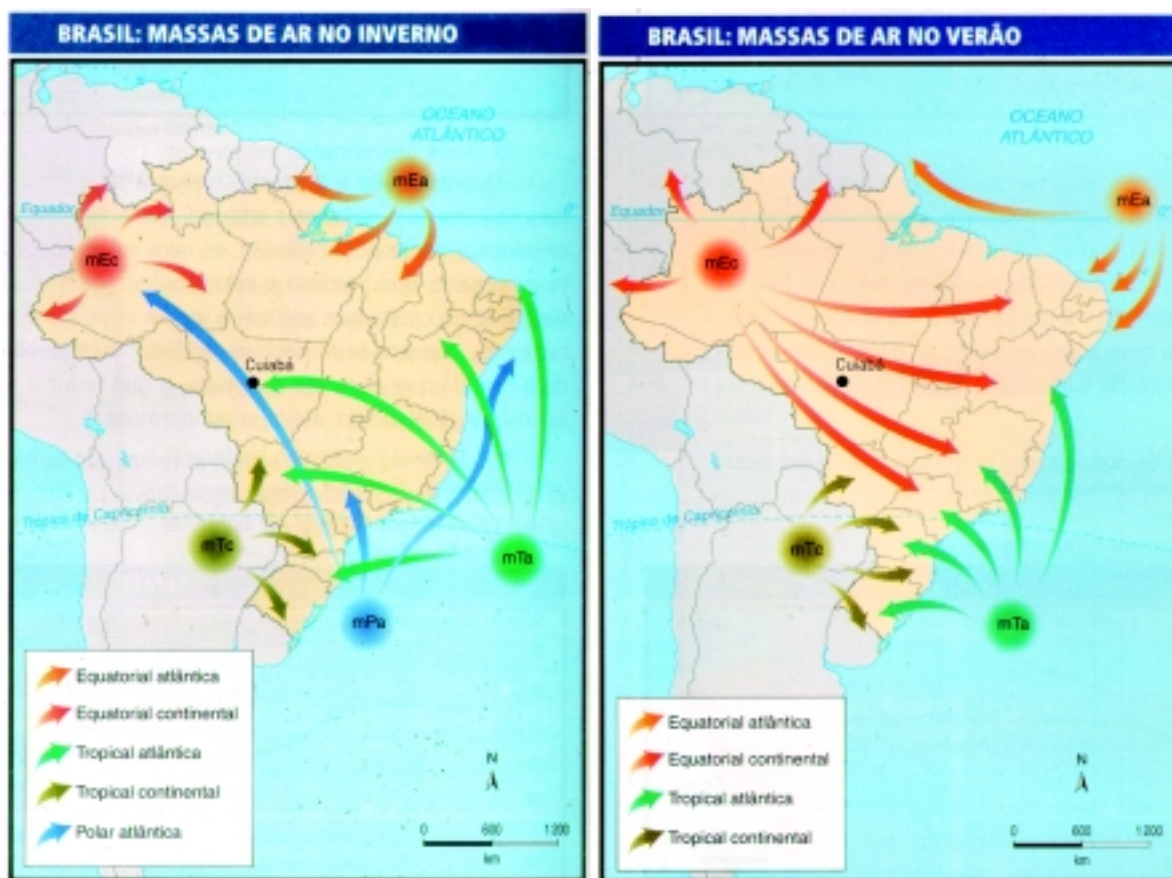 BRASIL: MASSAS DE AR NO INVERNO
OCEANO
ATLÂNTICO
mEa
Equador
0°
mEc
Cuiabá
Trópico de Capricórnio
mTc
mTa
mPa
Equatorial atlântica
Equatorial continental
Tropical atlântica
Tropical continental
Polar atlântica
N
0 600 1200
km
BRASIL: MASSAS DE AR NO VERÃO
OCEANO
ATLÂNTICO
mEa
Equador
0°
mEc
Cuiabá
Trópico de Capricórnio
mTc
mTa
Equatorial atlântica
Equatorial continental
Tropical atlântica
Tropical continental
N
0 600 1200
km